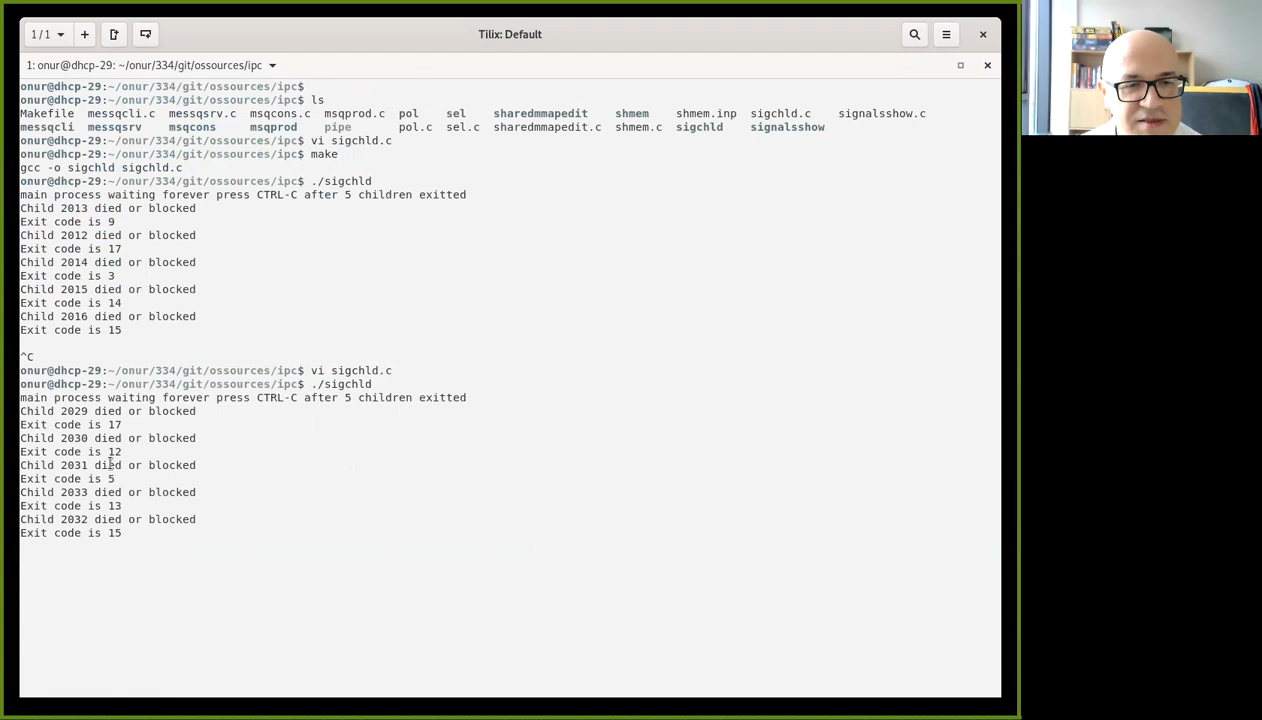 1/1
Tilix: Default
1: onur@dhcp-29: ~/onur/334/git/ossources/ipc
onur@dhcp-29:~/onur/334/git/ossources/ipc$
onur@dhcp-29:~/onur/334/git/ossources/ipc$ ls
Makefile messqcli.c messqsrv.c msqcons.c msqprod.c pol sel sharedmmapedit shmem shmem.inp sigchld.c signalsshow.c
messqcli messqsrv msqcons msqprod pipe pol.c sel.c sharedmmapedit.c shmem.c sigchld signalsshow
onur@dhcp-29:~/onur/334/git/ossources/ipc$ vi sigchld.c
onur@dhcp-29:~/onur/334/git/ossources/ipc$ make
gcc -o sigchld sigchld.c
onur@dhcp-29:~/onur/334/git/ossources/ipc$ ./sigchld
main process waiting forever press CTRL-C after 5 children exitted
Child 2013 died or blocked
Exit code is 9
Child 2012 died or blocked
Exit code is 17
Child 2014 died or blocked
Exit code is 3
Child 2015 died or blocked
Exit code is 14
Child 2016 died or blocked
Exit code is 15
^C
onur@dhcp-29:~/onur/334/git/ossources/ipc$ vi sigchld.c
onur@dhcp-29:~/onur/334/git/ossources/ipc$ ./sigchld
main process waiting forever press CTRL-C after 5 children exitted
Child 2029 died or blocked
Exit code is 17
Child 2030 died or blocked
Exit code is 12
Child 2031 died or blocked
Exit code is 5
Child 2033 died or blocked
Exit code is 13
Child 2032 died or blocked
Exit code is 15